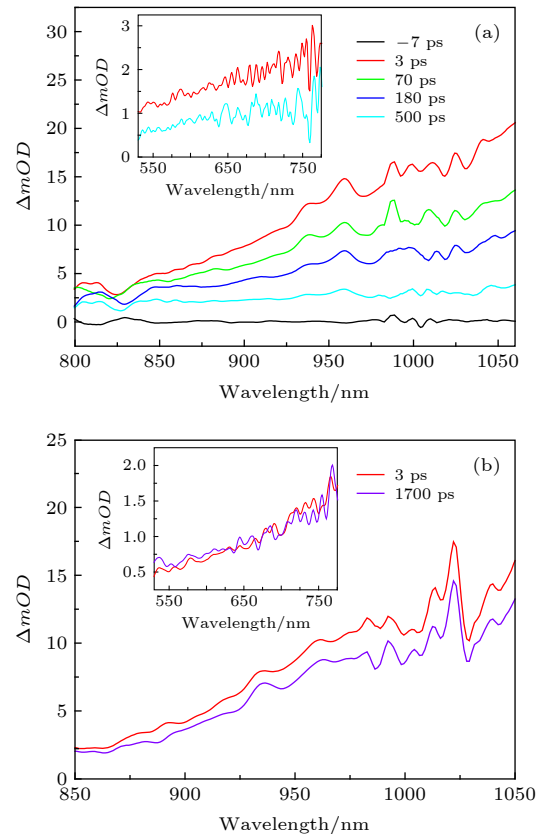 (a)
−7 ps
3 ps
70 ps
180 ps
500 ps
ΔmOD
30
25
20
15
10
5
0
800 850 900 950 1000 1050
Wavelength/nm
ΔmOD
3
2
1
0
550 650 750
Wavelength/nm
(b)
3 ps
1700 ps
ΔmOD
25
20
15
10
5
0
850 900 950 1000 1050
Wavelength/nm
ΔmOD
2.0
1.5
1.0
0.5
550 650 750
Wavelength/nm